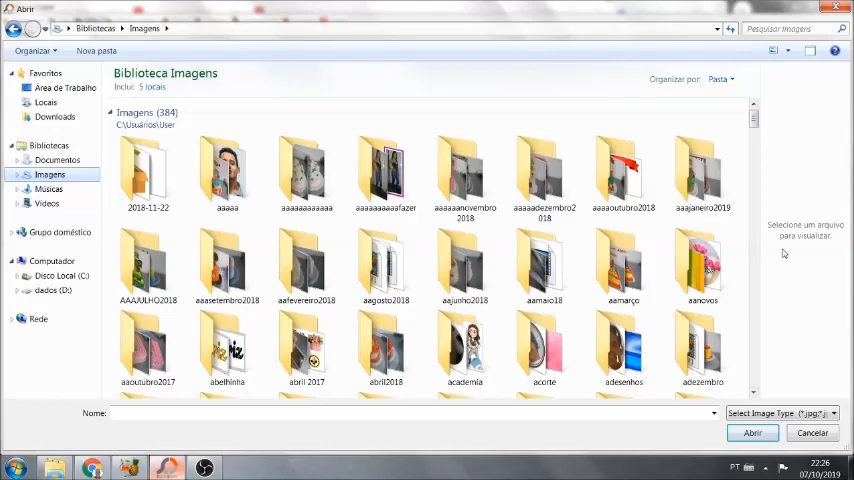 Abrir
Bibliotecas
Imagens
Pesquisar Imagens
Organizar
Nova pasta
Favoritos
Área de Trabalho
Locais
Downloads
Bibliotecas
Documentos
Imagens
Músicas
Vídeos
Grupo doméstico
Computador
Disco Local (C:)
dados (D:)
Rede
Biblioteca Imagens
Inclui: 5 locais
Organizar por: Pasta
Imagens (384)
C:\Usuários\User
2018-11-22
aaaaa
aaaaaaaaaaaa
aaaaaaaaaafazer
aaaaaanovembro
2018
aaaaadezembro2
018
aaaaoutubro2018
aaajaneiro2019
AAAJULHO2018
aaasetembro2018
aafevereiro2018
aagosto2018
aajunho2018
aamaio18
aamarço
aanovos
aaoutubro2017
abelhinha
abril 2017
abril2018
academia
acorte
adesenhos
adezembro
Selecione um arquivo
para visualizar.
Nome:
Select Image Type (*.jpg;*.j
Abrir
Cancelar
PT
22:26
07/10/2019